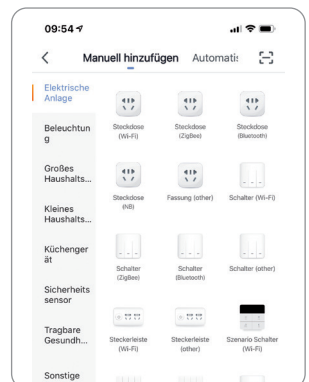 09:54
Manuell hinzufügen Automati
Elektrische
Anlage
Beleuchtun
g
Großes
Haushalts...
Kleines
Haushalts...
Küchenger
ät
Sicherheits
sensor
Tragbare
Gesundh...
Sonstige
Steckdose
(Wi-Fi)
Steckdose
(ZigBee)
Steckdose
(Bluetooth)
Steckdose
(NB)
Fassung (other)
Schalter (Wi-Fi)
Schalter
(ZigBee)
Schalter
(Bluetooth)
Schalter (other)
Steckerleiste
(Wi-Fi)
Steckerleiste
(other)
Szenario Schalter
(Wi-Fi)